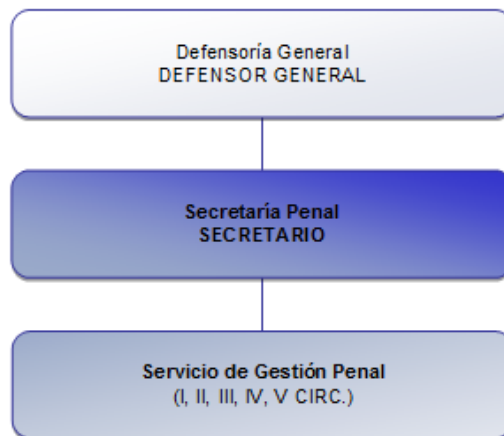 Defensoría General
DEFENSOR GENERAL
Secretaría Penal
SECRETARIO
Servicio de Gestión Penal
(I, II, III, IV, V CIRC.)